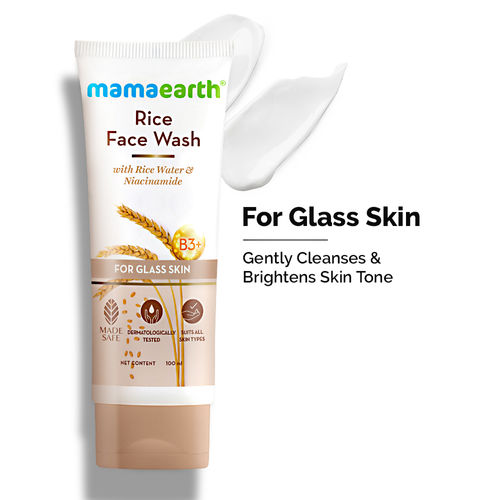 mamaearth®
Rice
Face Wash
with Rice Water &
Niacinamide
B3+
FOR GLASS SKIN
MADE
SAFE
DERMATOLOGICALLY
TESTED
SUITS ALL
SKIN TYPES
NET CONTENT 100 ml
For Glass Skin
Gently Cleanses &
Brightens Skin Tone